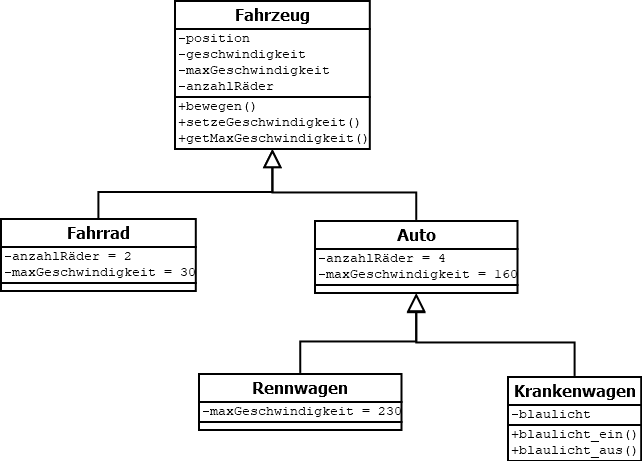 Fahrzeug
-position
-geschwindigkeit
-maxGeschwindigkeit
-anzahlRäder
+bewegen()
+setzeGeschwindigkeit()
+getMaxGeschwindigkeit()
Fahrrad
-anzahlRäder = 2
-maxGeschwindigkeit = 30
Auto
-anzahlRäder = 4
-maxGeschwindigkeit = 160
Rennwagen
-maxGeschwindigkeit = 230
Krankenwagen
-blaulicht
+blaulicht_ein()
+blaulicht_aus()